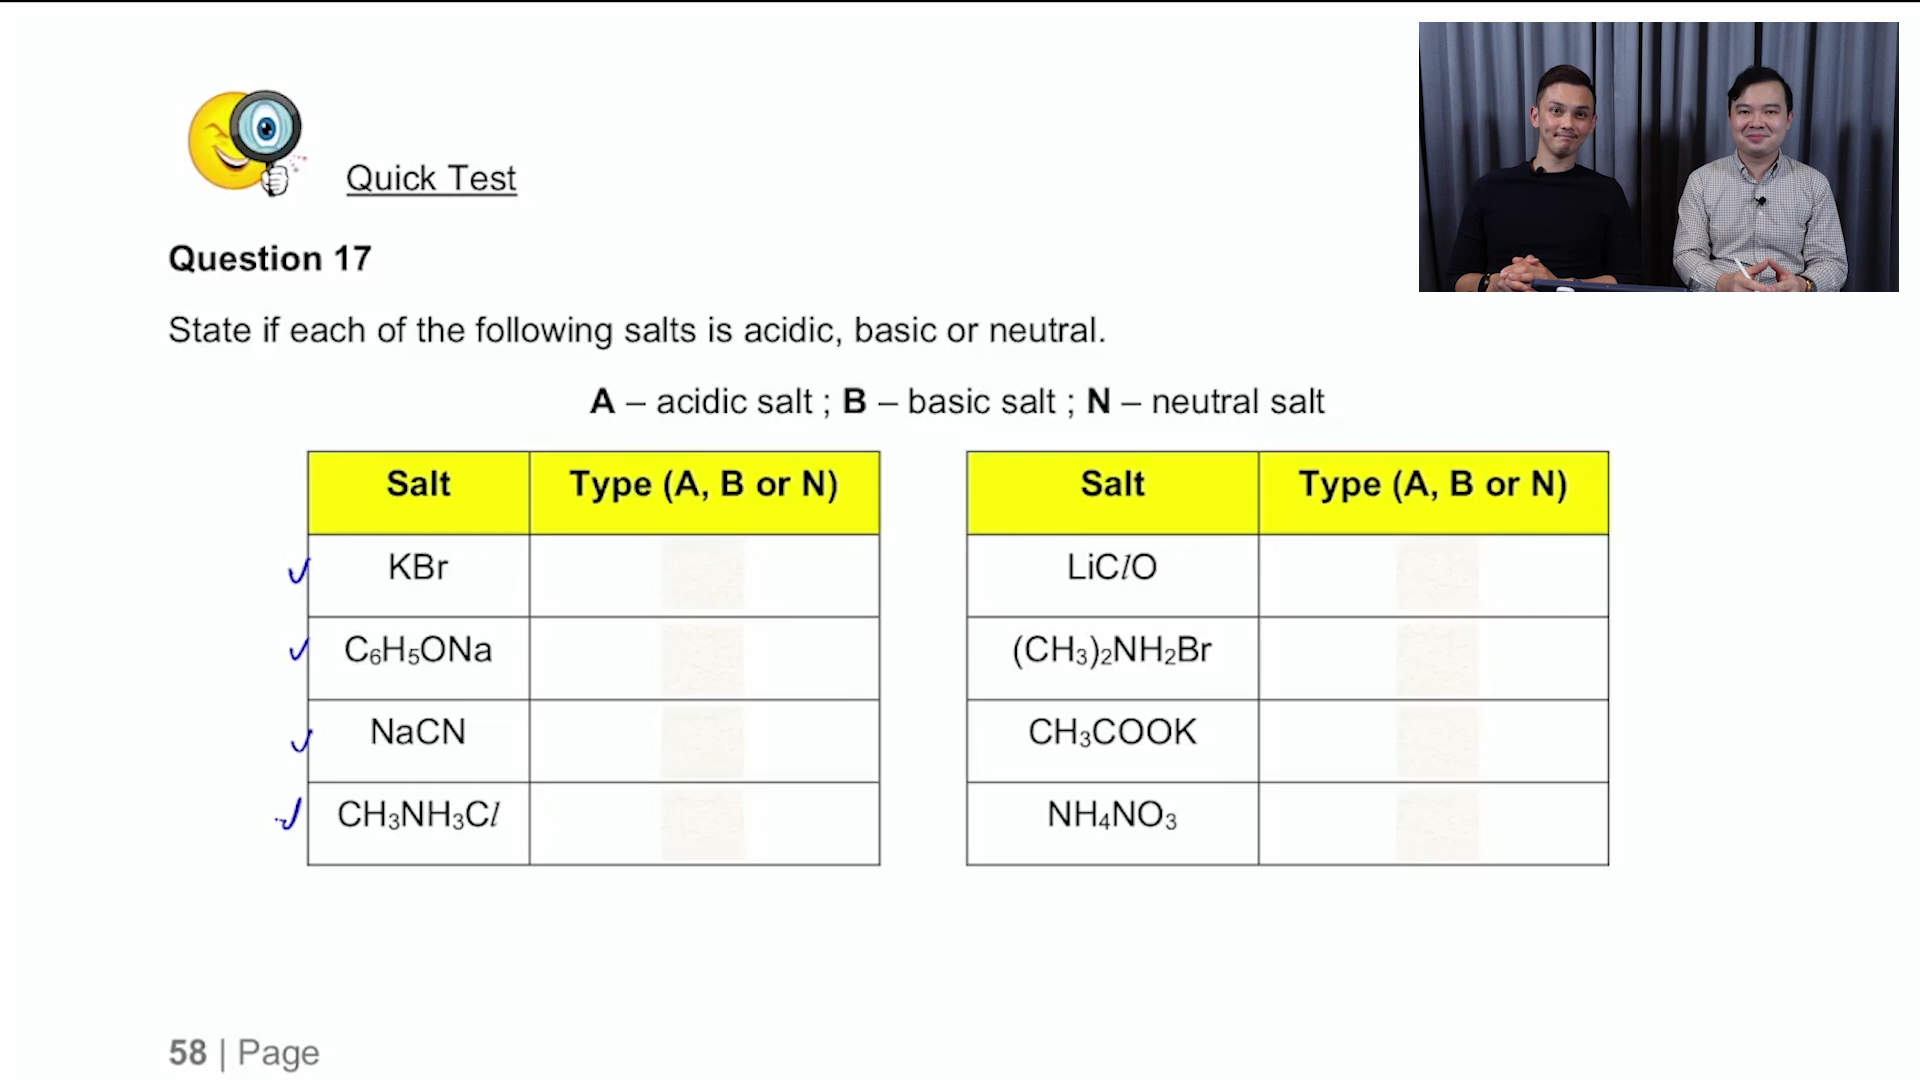 Quick Test
Question 17
State if each of the following salts is acidic, basic or neutral.
A – acidic salt ; B – basic salt ; N – neutral salt
Salt Type (A, B or N)
KBr
C₆H₅ONa
NaCN
CH₃NH₃Cl
Salt Type (A, B or N)
LiClO
(CH₃)₂NH₂Br
CH₃COOK
NH₄NO₃
58 | Page